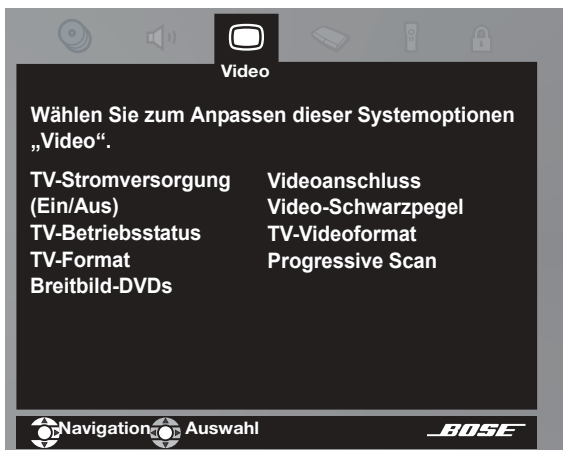 Video
Wählen Sie zum Anpassen dieser Systemoptionen
„Video“.
TV-Stromversorgung
(Ein/Aus)
TV-Betriebsstatus
TV-Format
Breitbild-DVDs
Videoanschluss
Video-Schwarzpegel
TV-Videoformat
Progressive Scan
Navigation Auswahl
BOSE